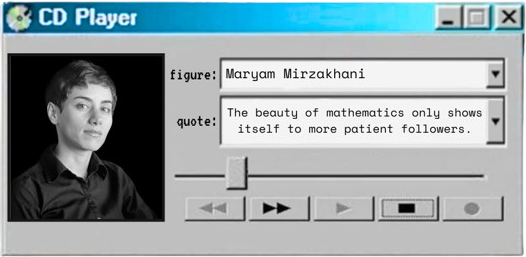 CD Player
figure: Maryam Mirzakhani
quote: The beauty of mathematics only shows
itself to more patient followers.